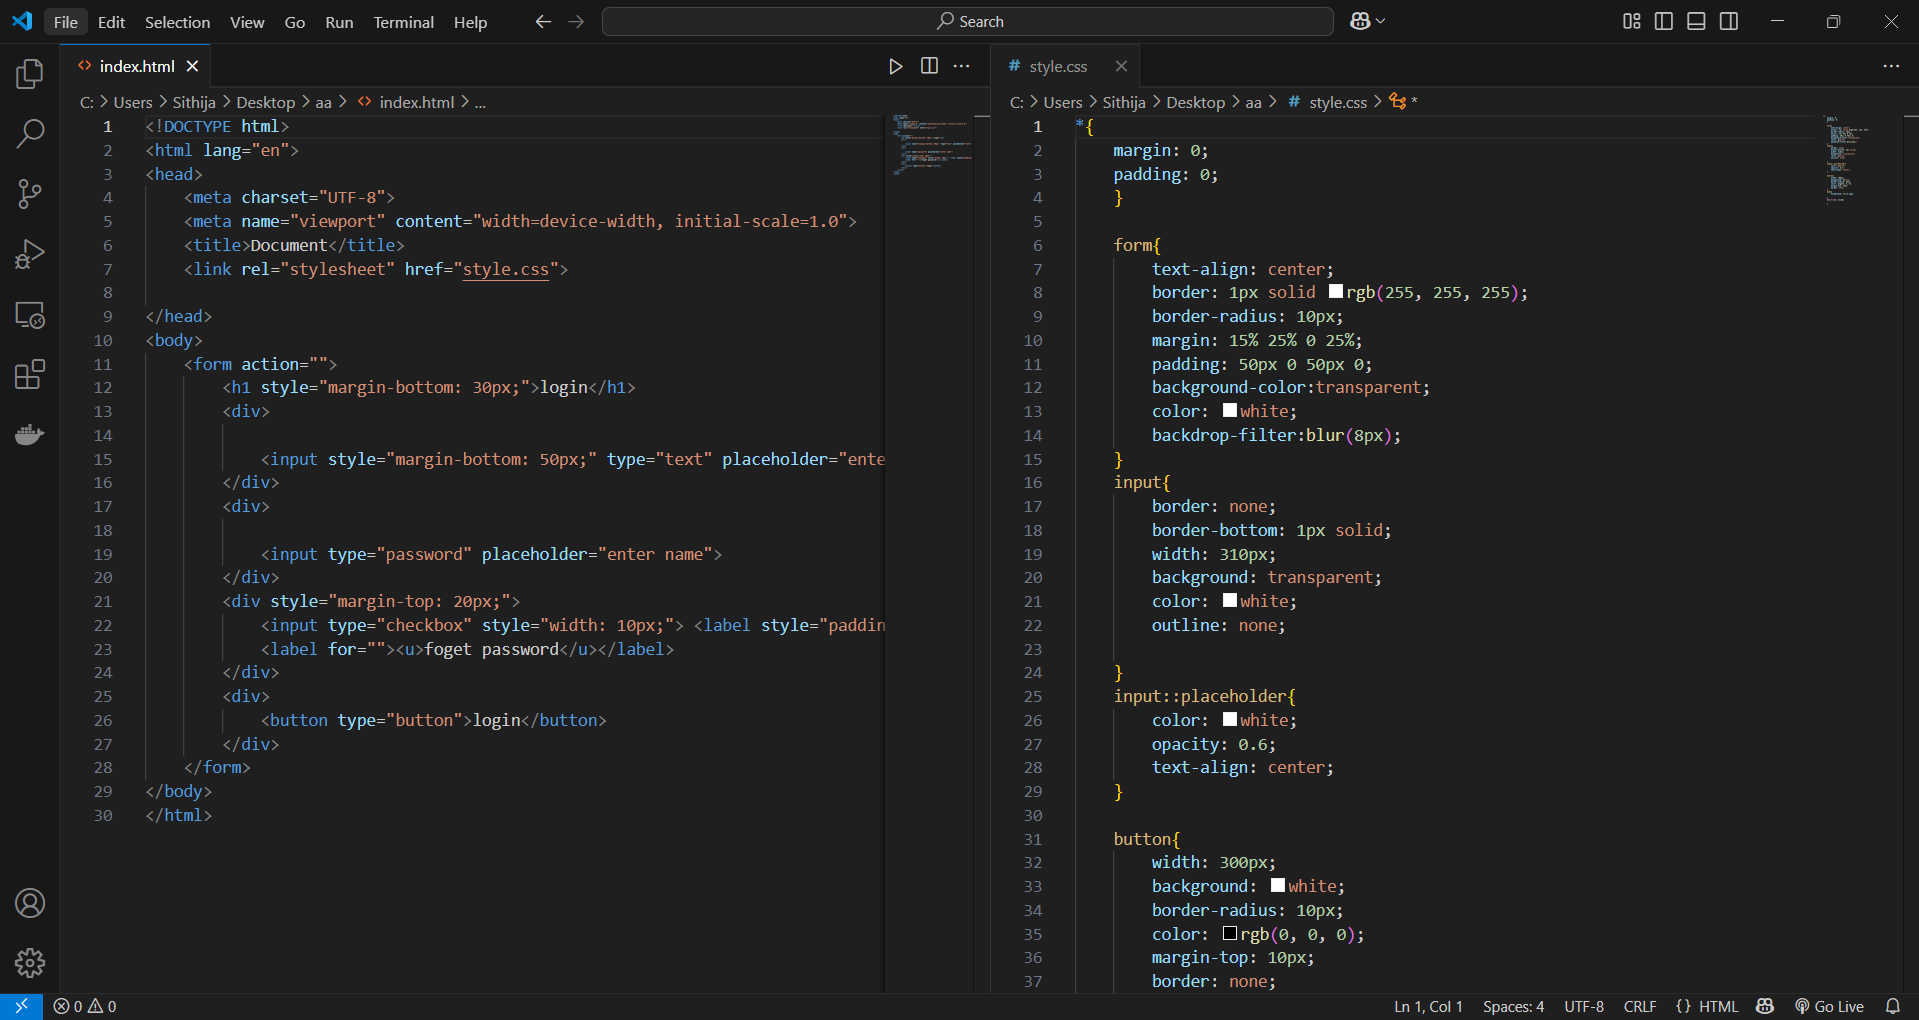 File Edit Selection View Go Run Terminal Help Search
index.html
C: > Users > Sithija > Desktop > aa > index.html > ...
1 <!DOCTYPE html>
2 <html lang="en">
3 <head>
4 <meta charset="UTF-8">
5 <meta name="viewport" content="width=device-width, initial-scale=1.0">
6 <title>Document</title>
7 <link rel="stylesheet" href="style.css">
8
9 </head>
10 <body>
11 <form action="">
12 <h1 style="margin-bottom: 30px;">login</h1>
13 <div>
14
15 <input style="margin-bottom: 50px;" type="text" placeholder="ente
16 </div>
17 <div>
18
19 <input type="password" placeholder="enter name">
20 </div>
21 <div style="margin-top: 20px;">
22 <input type="checkbox" style="width: 10px;"> <label style="paddin
23 <label for=""><u>foget password</u></label>
24 </div>
25 <div>
26 <button type="button">login</button>
27 </div>
28 </form>
29 </body>
30 </html>
# style.css
C: > Users > Sithija > Desktop > aa > # style.css > *
1 *{
2 margin: 0;
3 padding: 0;
4 }
5
6 form{
7 text-align: center;
8 border: 1px solid rgb(255, 255, 255);
9 border-radius: 10px;
10 margin: 15% 25% 0 25%;
11 padding: 50px 0 50px 0;
12 background-color:transparent;
13 color: white;
14 backdrop-filter:blur(8px);
15 }
16 input{
17 border: none;
18 border-bottom: 1px solid;
19 width: 310px;
20 background: transparent;
21 color: white;
22 outline: none;
23
24 }
25 input::placeholder{
26 color: white;
27 opacity: 0.6;
28 text-align: center;
29 }
30
31 button{
32 width: 300px;
33 background: white;
34 border-radius: 10px;
35 color: rgb(0, 0, 0);
36 margin-top: 10px;
37 border: none;
0 0 Ln 1, Col 1 Spaces: 4 UTF-8 CRLF {} HTML Go Live